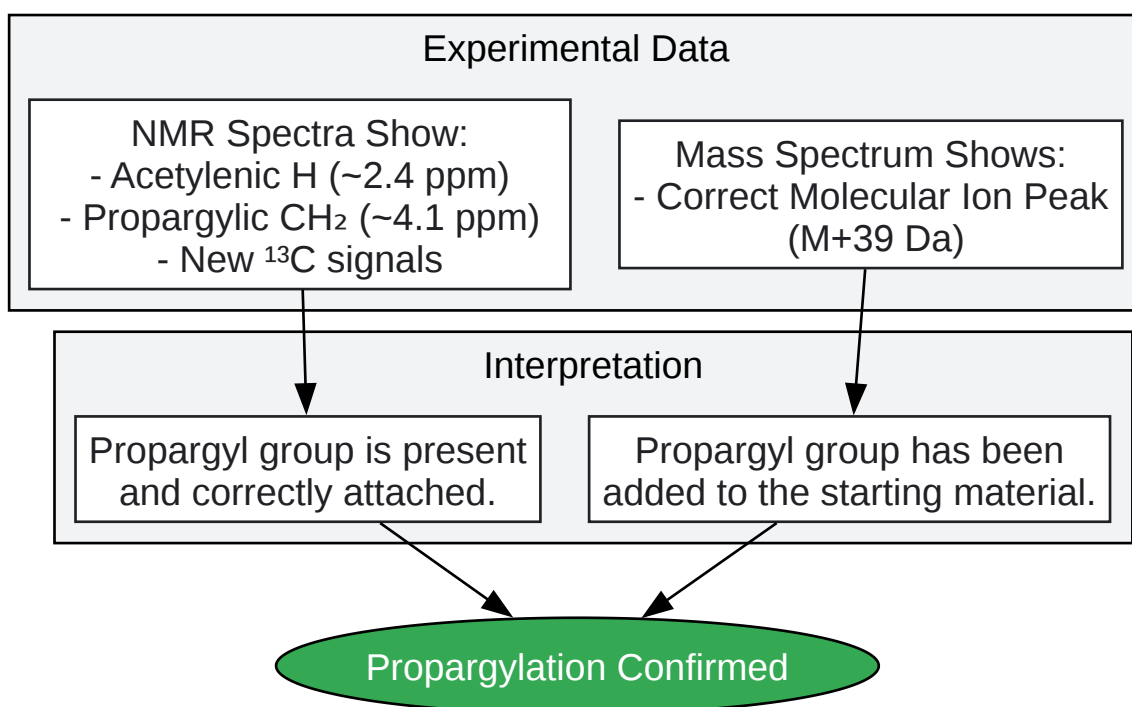 Experimental Data
NMR Spectra Show:
- Acetylenic H (~2.4 ppm)
- Propargylic CH₂ (~4.1 ppm)
- New ¹³C signals
Mass Spectrum Shows:
- Correct Molecular Ion Peak
(M+39 Da)
Interpretation
Propargyl group is present
and correctly attached.
Propargyl group has been
added to the starting material.
Propargylation Confirmed